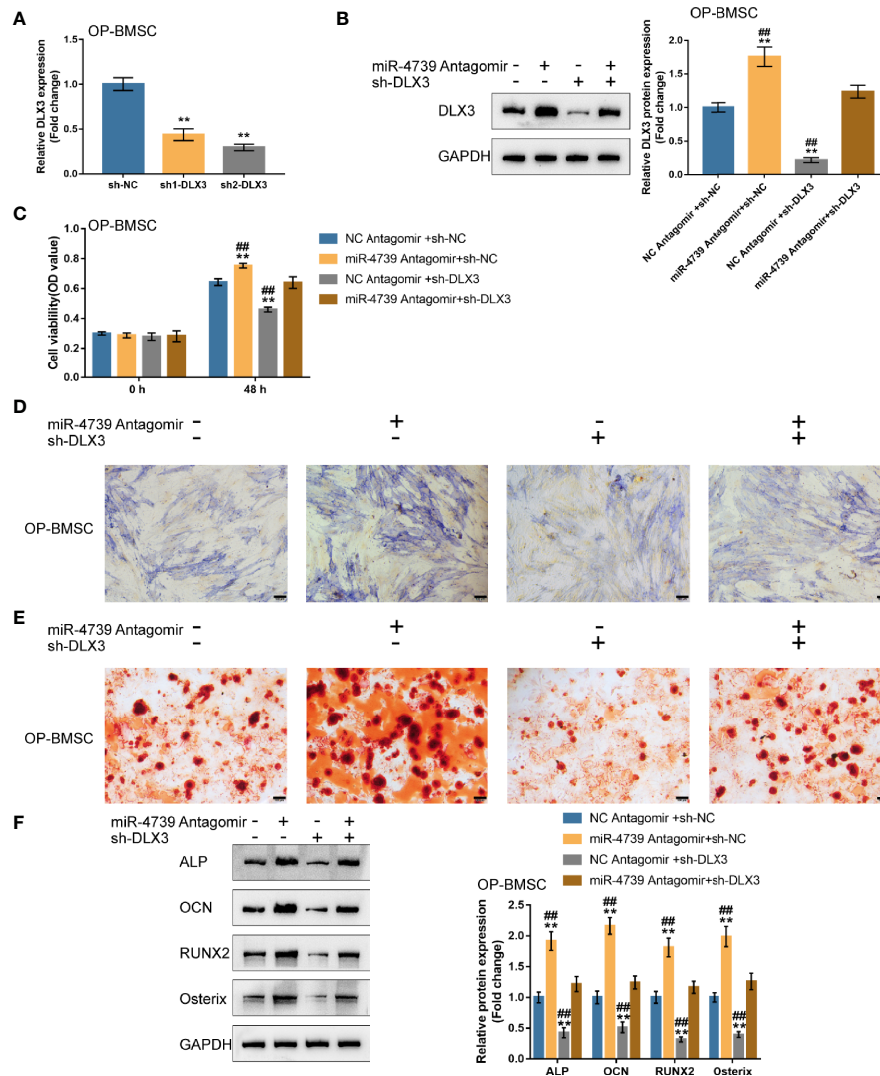 A
OP-BMSC
Relative DLX3 expression
(Fold change)
1.5
1.0
0.5
0.0
**
**
sh-NC sh1-DLX3 sh2-DLX3
B
miR-4739 Antagomir - + - +
sh-DLX3 - - + +
DLX3
GAPDH
OP-BMSC
Relative DLX3 protein expression
(Fold change)
2.0
1.5
1.0
0.5
0.0
##
**
##
**
NC Antagomir +sh-NC
miR-4739 Antagomir+sh-NC
NC Antagomir +sh-DLX3
miR-4739 Antagomir+sh-DLX3
C
OP-BMSC
Cell viablility(OD value)
1.0
0.8
0.6
0.4
0.2
0.0
##
**
##
**
0 h 48 h
NC Antagomir +sh-NC
miR-4739 Antagomir+sh-NC
NC Antagomir +sh-DLX3
miR-4739 Antagomir+sh-DLX3
D
miR-4739 Antagomir - + - +
sh-DLX3 - - + +
OP-BMSC
E
miR-4739 Antagomir - + - +
sh-DLX3 - - + +
OP-BMSC
F
miR-4739 Antagomir - + - +
sh-DLX3 - - + +
ALP
OCN
RUNX2
Osterix
GAPDH
NC Antagomir +sh-NC
miR-4739 Antagomir+sh-NC
NC Antagomir +sh-DLX3
miR-4739 Antagomir+sh-DLX3
OP-BMSC
Relative protein expression
(Fold change)
2.5
2.0
1.5
1.0
0.5
0.0
##
**
##
**
##
**
##
**
##
**
##
**
##
**
##
**
ALP OCN RUNX2 Osterix